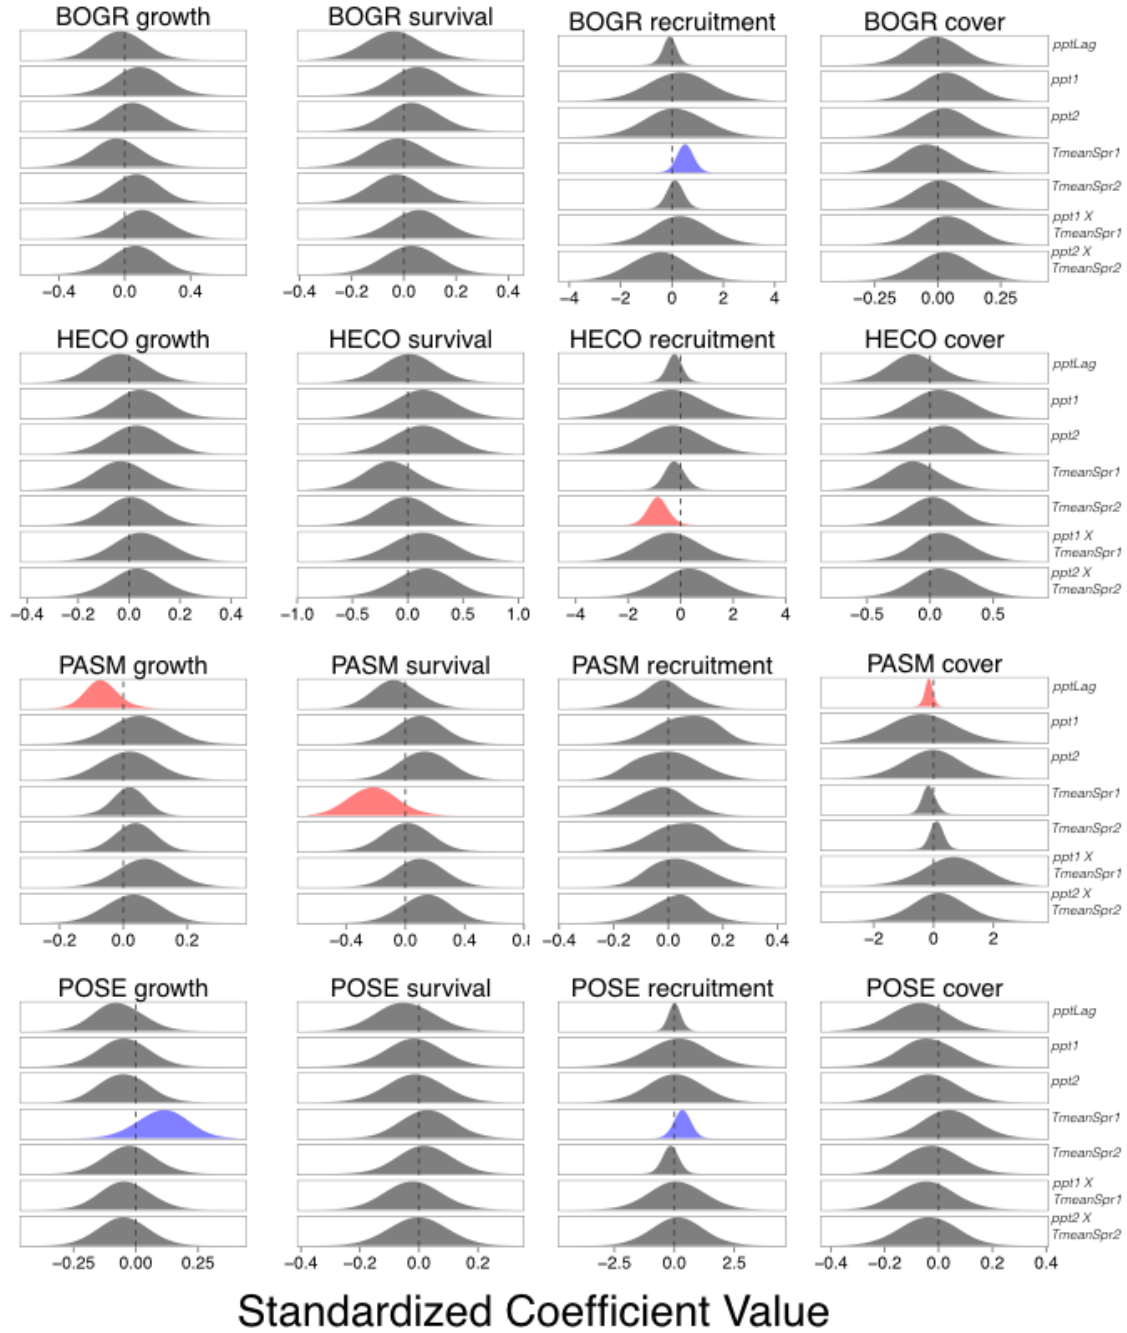 BOGR growth BOGR survival BOGR recruitment BOGR cover
pptLag
ppt1
ppt2
TmeanSpr1
TmeanSpr2
ppt1 X
TmeanSpr1
ppt2 X
TmeanSpr2
−0.4 0.0 0.4 −0.4 −0.2 0.0 0.2 0.4 −4 −2 0 2 4 −0.25 0.00 0.25
HECO growth HECO survival HECO recruitment HECO cover
pptLag
ppt1
ppt2
TmeanSpr1
TmeanSpr2
ppt1 X
TmeanSpr1
ppt2 X
TmeanSpr2
−0.4 −0.2 0.0 0.2 0.4 −1.0 −0.5 0.0 0.5 1.0 −4 −2 0 2 4 −0.5 0.0 0.5
PASM growth PASM survival PASM recruitment PASM cover
pptLag
ppt1
ppt2
TmeanSpr1
TmeanSpr2
ppt1 X
TmeanSpr1
ppt2 X
TmeanSpr2
−0.2 0.0 0.2 −0.4 0.0 0.4 −0.4 −0.2 0.0 0.2 0.4 −2 0 2
POSE growth POSE survival POSE recruitment POSE cover
pptLag
ppt1
ppt2
TmeanSpr1
TmeanSpr2
ppt1 X
TmeanSpr1
ppt2 X
TmeanSpr2
−0.25 0.00 0.25 −0.4 −0.2 0.0 0.2 −2.5 0.0 2.5 −0.4 −0.2 0.0 0.2 0.4
Standardized Coefficient Value